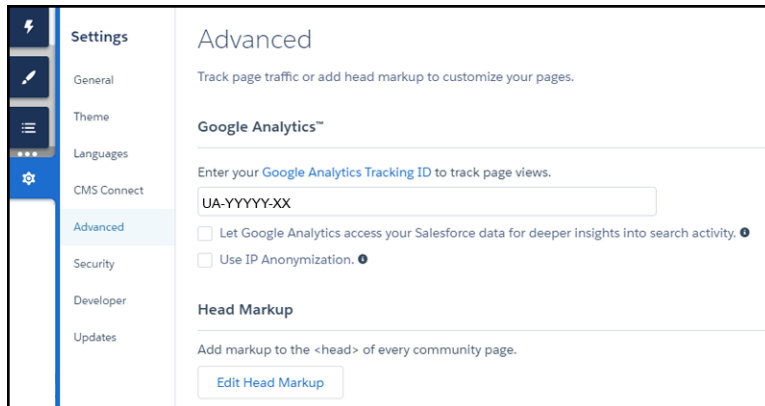 Settings
General
Theme
Languages
CMS Connect
Advanced
Security
Developer
Updates
Advanced
Track page traffic or add head markup to customize your pages.
Google Analytics™
Enter your Google Analytics Tracking ID to track page views.
UA-YYYYY-XX
Let Google Analytics access your Salesforce data for deeper insights into search activity.
Use IP Anonymization.
Head Markup
Add markup to the <head> of every community page.
Edit Head Markup